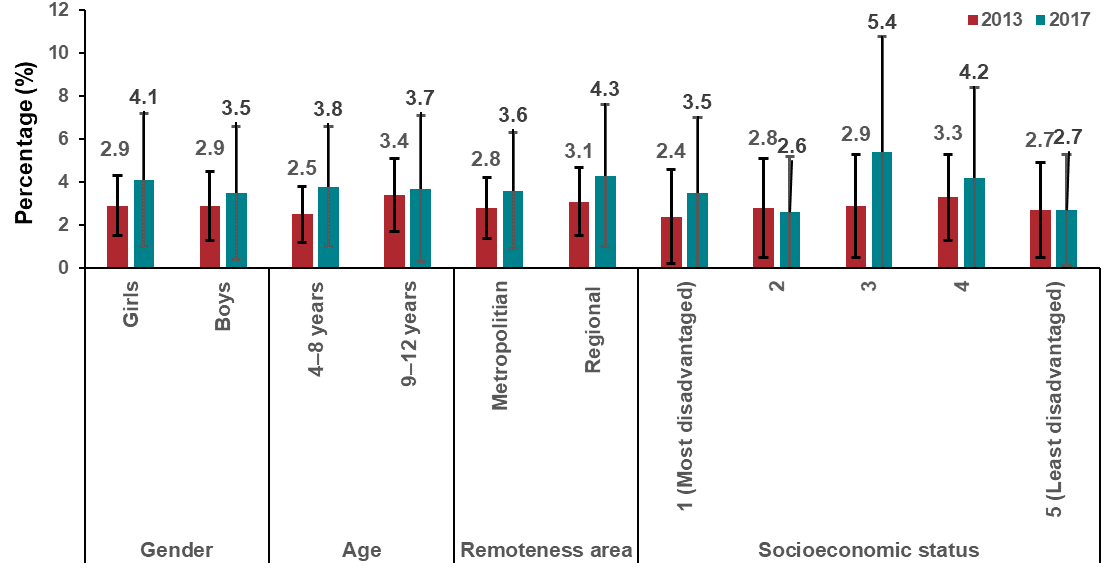 12
10
8
6
4
2
0
Percentage (%)
2013
2017
2.9
4.1
2.9
3.5
2.5
3.8
3.4
3.7
2.8
3.6
3.1
4.3
2.4
3.5
2.8
2.6
2.9
5.4
3.3
4.2
2.7
2.7
Girls
Boys
4–8 years
9–12 years
Metropolitian
Regional
1 (Most disadvantaged)
2
3
4
5 (Least disadvantaged)
Gender
Age
Remoteness area
Socioeconomic status